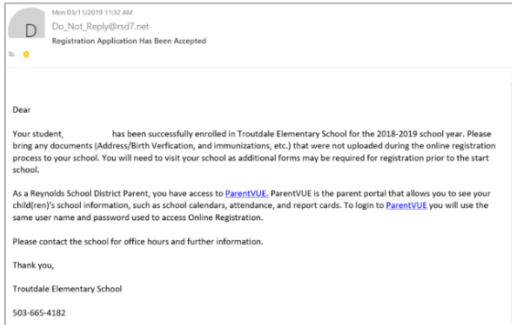 Mon 03/11/2019 11:32 AM
D
Do_Not_Reply@rsd7.net
Registration Application Has Been Accepted
To
Dear
Your student, has been successfully enrolled in Troutdale Elementary School for the 2018-2019 school year. Please
bring any documents (Address/Birth Verfication, and immunizations, etc.) that were not uploaded during the online registration
process to your school. You will need to visit your school as additional forms may be required for registration prior to the start
school.
As a Reynolds School District Parent, you have access to ParentVUE. ParentVUE is the parent portal that allows you to see your
child(ren)'s school information, such as school calendars, attendance, and report cards. To login to ParentVUE you will use the
same user name and password used to access Online Registration.
Please contact the school for office hours and further information.
Thank you,
Troutdale Elementary School
503-665-4182